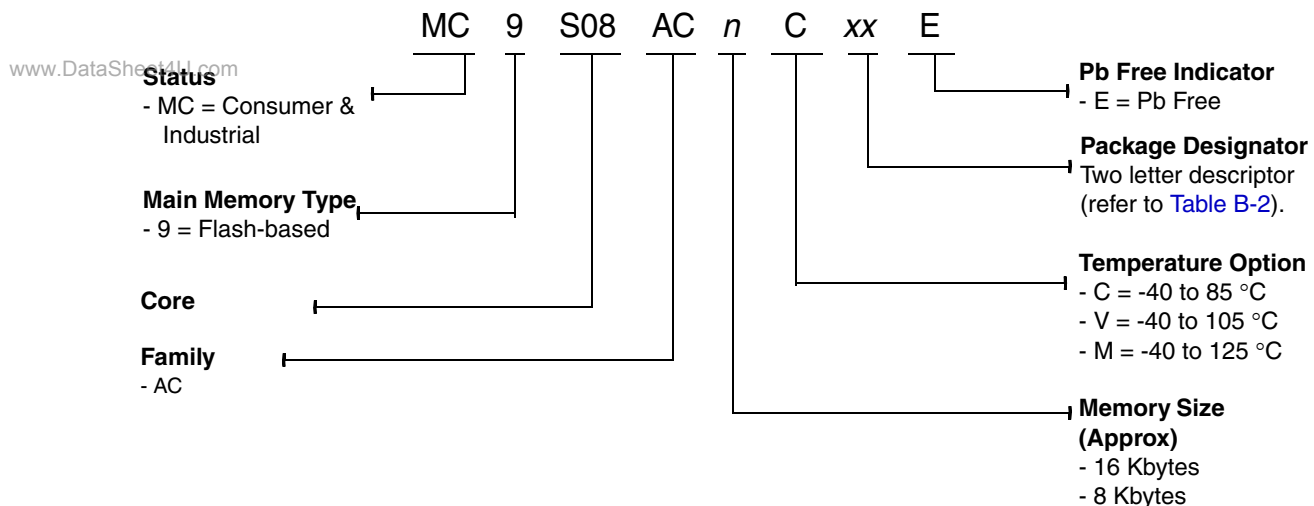 MC 9 S08 AC n C xx E
www.DataSheet4U.com
Status
- MC = Consumer &
Industrial
Main Memory Type
- 9 = Flash-based
Core
Family
- AC
Pb Free Indicator
- E = Pb Free
Package Designator
Two letter descriptor
(refer to Table B-2).
Temperature Option
- C = -40 to 85 °C
- V = -40 to 105 °C
- M = -40 to 125 °C
Memory Size
(Approx)
- 16 Kbytes
- 8 Kbytes